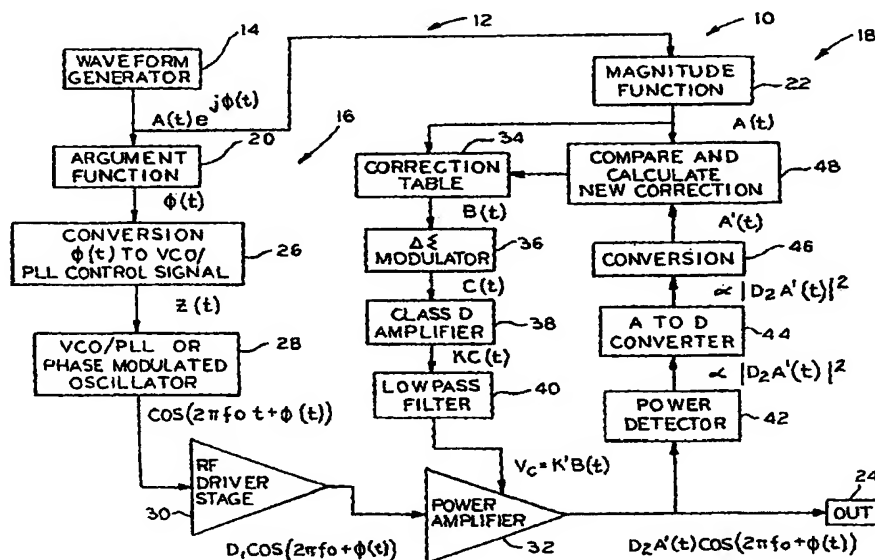 14
12
10
18
WAVEFORM
GENERATOR
MAGNITUDE
FUNCTION
22
A(t)e^jϕ(t)
A(t)
16
20
ARGUMENT
FUNCTION
34
CORRECTION
TABLE
COMPARE AND
CALCULATE
NEW CORRECTION
48
ϕ(t)
B(t)
A'(t)
CONVERSION
ϕ(t) TO VCO/
PLL CONTROL SIGNAL
26
Δξ
MODULATOR
36
CONVERSION
46
Z(t)
C(t)
∝ |D2A'(t)|²
VCO/PLL OR
PHASE MODULATED
OSCILLATOR
28
CLASS D
AMPLIFIER
38
A TO D
CONVERTER
44
KC(t)
∝ |D2A'(t)|²
COS(2πfot+ϕ(t))
LOWPASS
FILTER
40
POWER
DETECTOR
42
RF
DRIVER
STAGE
30
Vc=K'B(t)
POWER
AMPLIFIER
32
24
OUT
D1COS(2πfo+ϕ(t))
D2A'(t)COS(2πfo+ϕ(t))